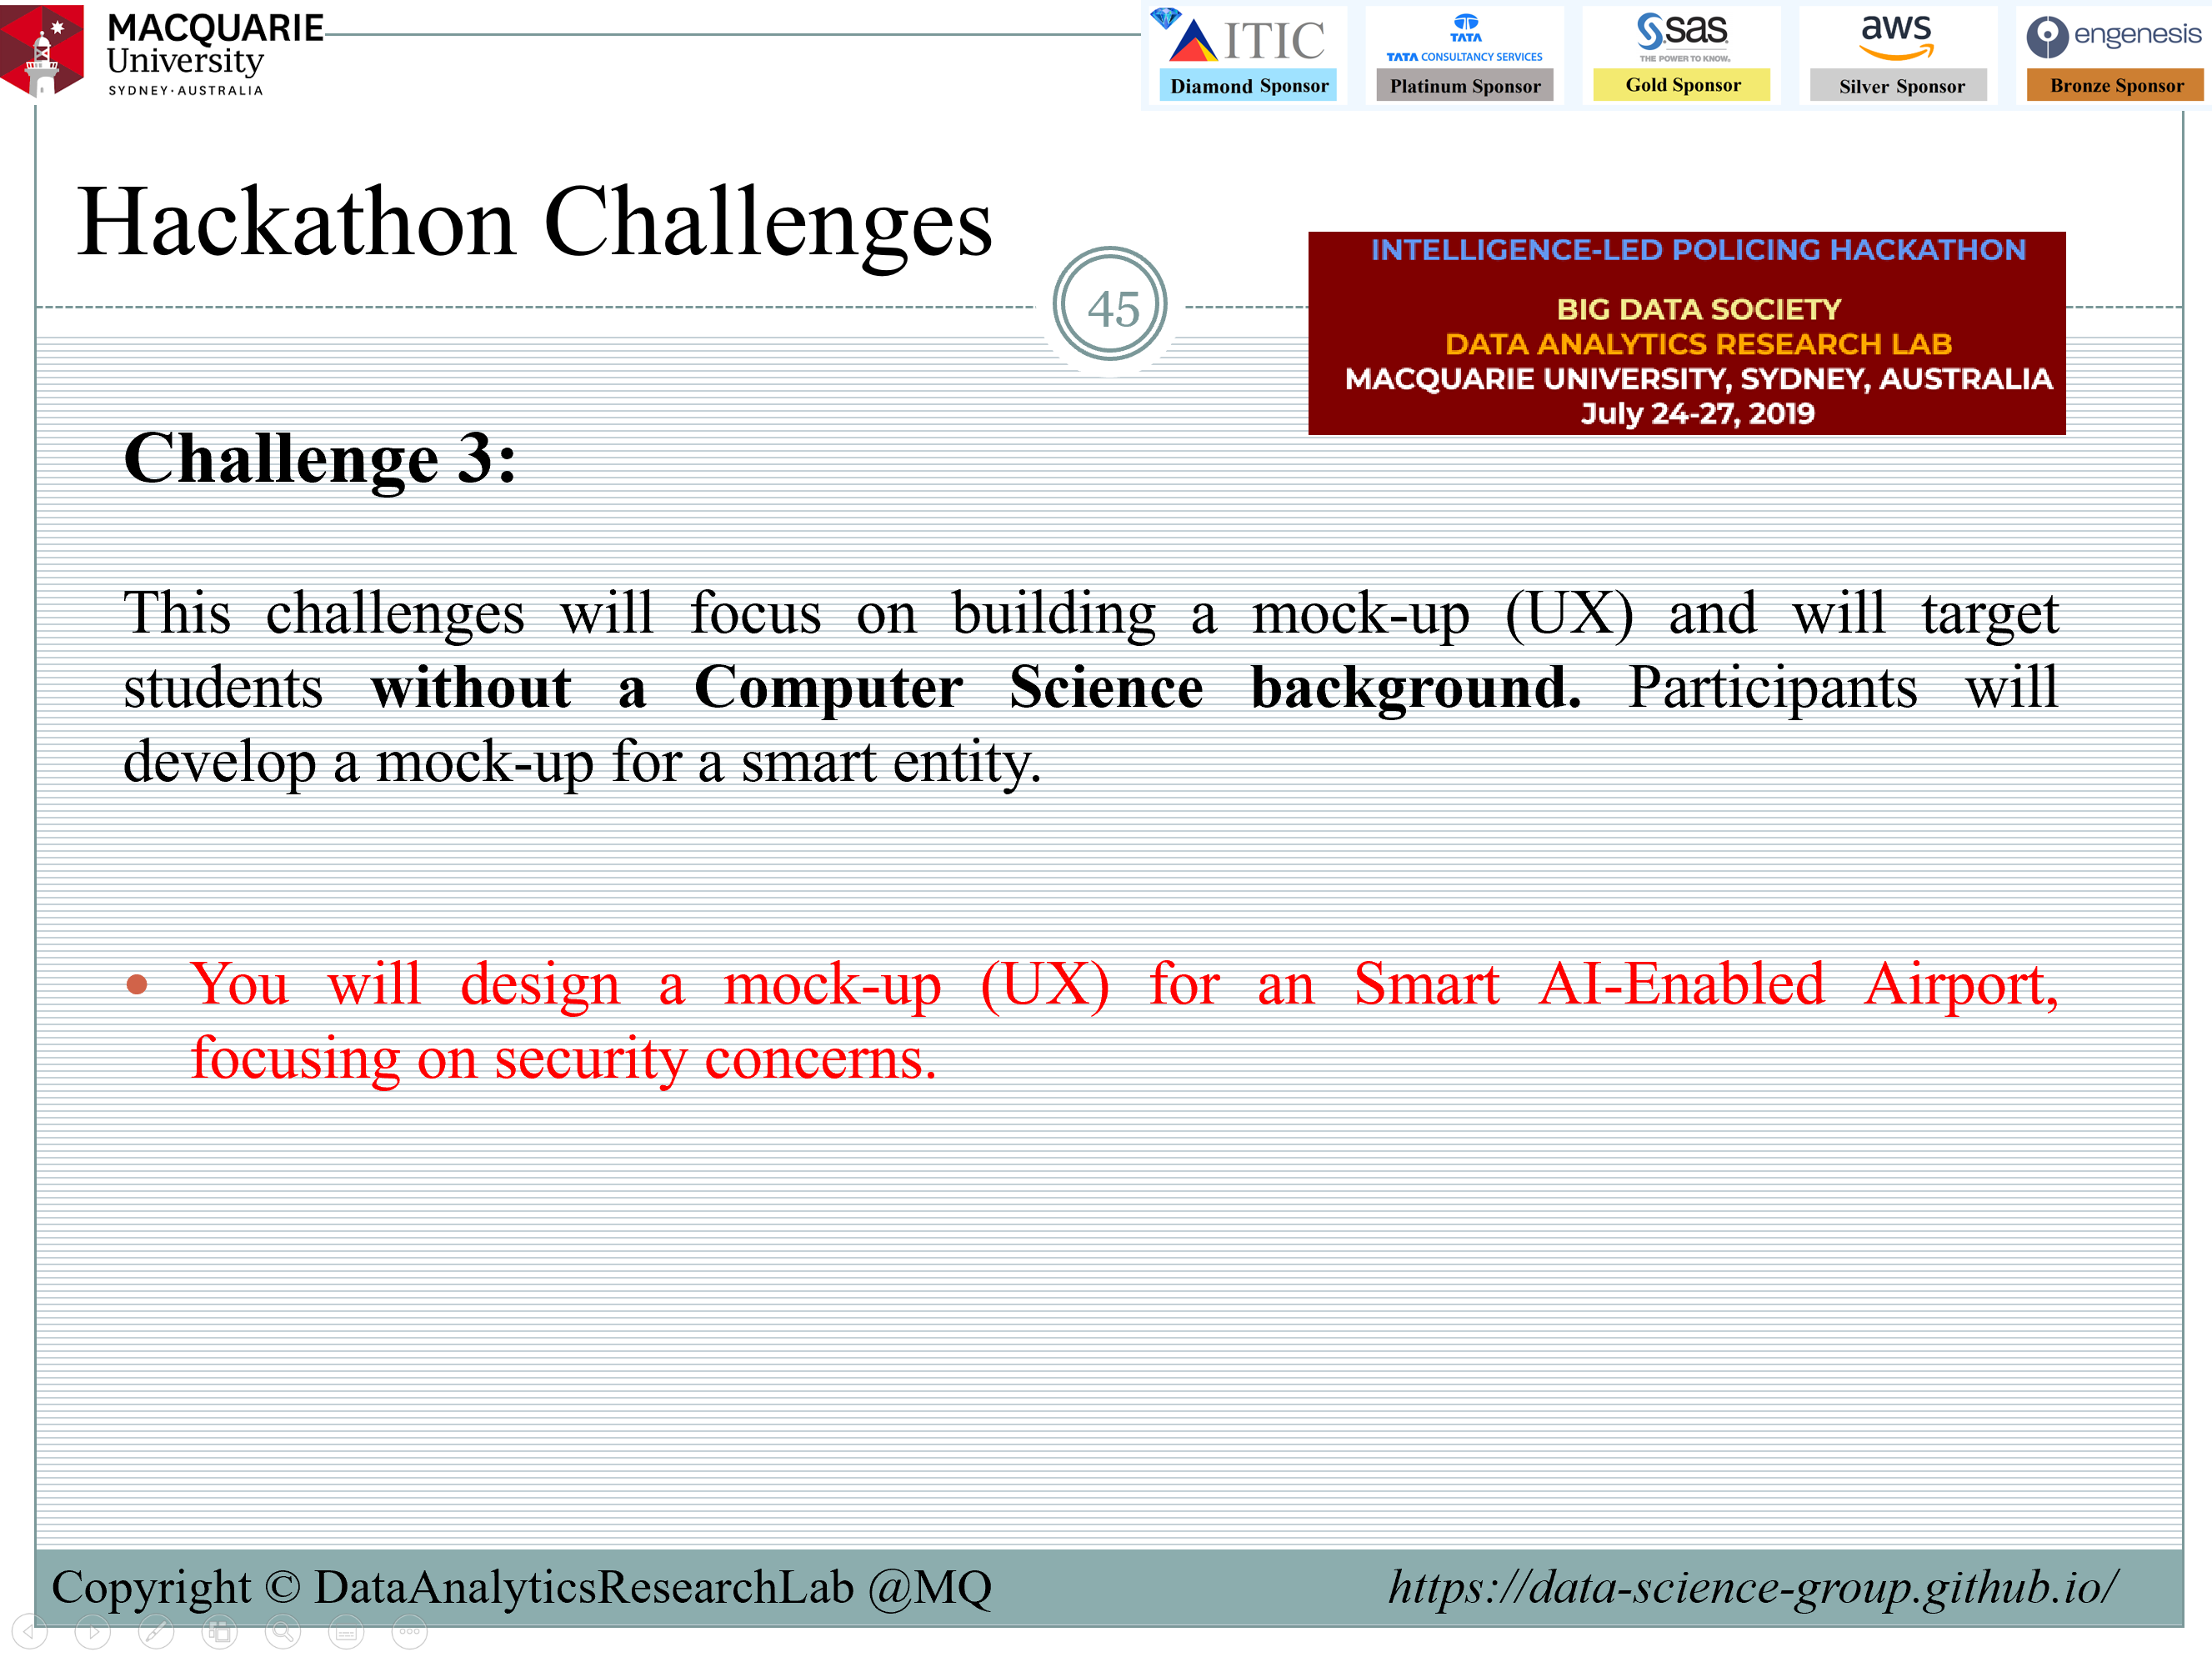 MACQUARIE
University
SYDNEY·AUSTRALIA
ITIC
Diamond Sponsor
TATA
TATA CONSULTANCY SERVICES
Platinum Sponsor
sas
THE POWER TO KNOW.
Gold Sponsor
aws
Silver Sponsor
engenesis
Bronze Sponsor
Hackathon Challenges
45
INTELLIGENCE-LED POLICING HACKATHON
BIG DATA SOCIETY
DATA ANALYTICS RESEARCH LAB
MACQUARIE UNIVERSITY, SYDNEY, AUSTRALIA
July 24-27, 2019
Challenge 3:
This challenges will focus on building a mock-up (UX) and will target
students without a Computer Science background. Participants will
develop a mock-up for a smart entity.
• You will design a mock-up (UX) for an Smart AI-Enabled Airport,
focusing on security concerns.
Copyright © DataAnalyticsResearchLab @MQ
https://data-science-group.github.io/